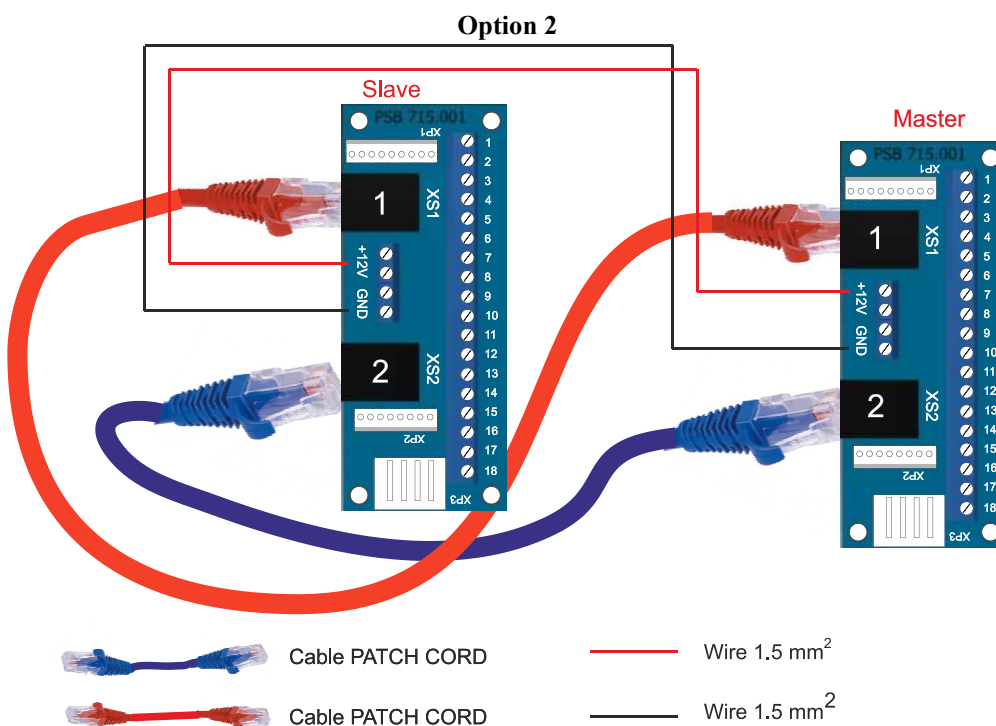 Option 2
Slave
Master
PSB 715.001
XP1
1
2
3
4
5
6
7
8
9
10
11
12
13
14
15
16
17
18
1
XS1
+12V
GND
2
XS2
XP2
XP3
PSB 715.001
XP1
1
2
3
4
5
6
7
8
9
10
11
12
13
14
15
16
17
18
1
XS1
+12V
GND
2
XS2
XP2
XP3
Cable PATCH CORD
Wire 1.5 mm²
Cable PATCH CORD
Wire 1.5 mm²